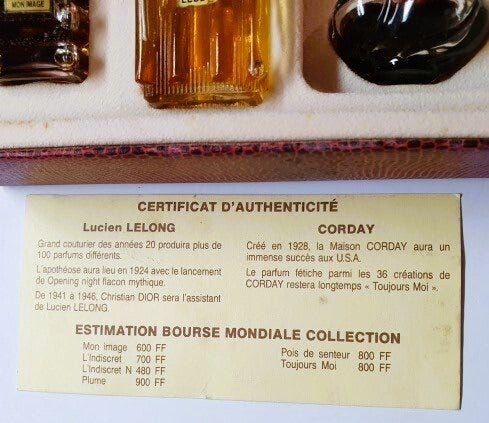 MON IMAGE
CERTIFICAT D'AUTHENTICITÉ
Lucien LELONG
Grand couturier des années 20 produira plus de
100 parfums différents.
L'apothéose aura lieu en 1924 avec le lancement
de Opening night flacon mythique.
De 1941 à 1946, Christian DIOR sera l'assistant
de Lucien LELONG.
CORDAY
Créé en 1928, la Maison CORDAY aura un
immense succès aux U.S.A.
Le parfum fétiche parmi les 36 créations de
CORDAY restera longtemps « Toujours Moi ».
ESTIMATION BOURSE MONDIALE COLLECTION
Mon image 600 FF
L'Indiscret 700 FF
L'Indiscret N 480 FF
Plume 900 FF
Pois de senteur 800 FF
Toujours Moi 800 FF